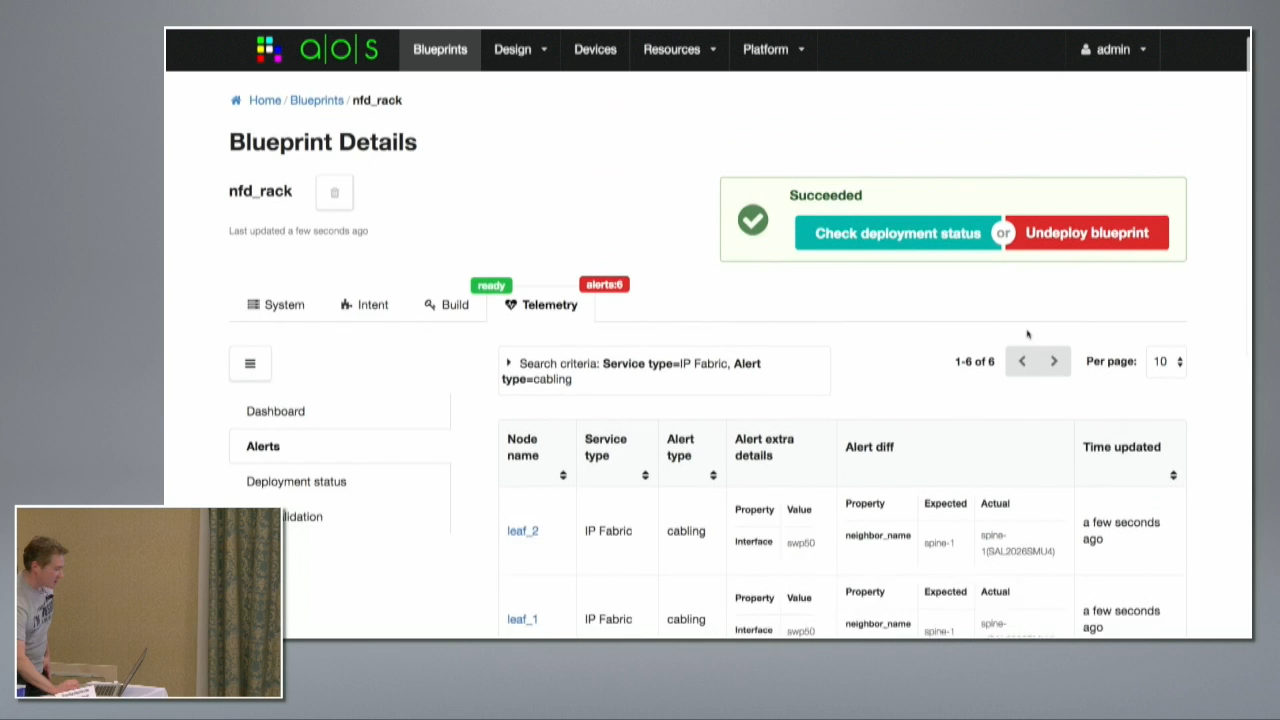 a|o|s Blueprints Design Devices Resources Platform admin
Home / Blueprints / nfd_rack
Blueprint Details
nfd_rack
Last updated a few seconds ago
Succeeded
Check deployment status or Undeploy blueprint
ready
alerts:6
System Intent Build Telemetry
Search criteria: Service type=IP Fabric, Alert
type=cabling
1-6 of 6
Per page: 10
Dashboard
Alerts
Deployment status
Node name Service type Alert type Alert extra details Alert diff Time updated
leaf_2 IP Fabric cabling
Property Value
Interface swp50
Property Expected Actual
neighbor_name spine-1 spine-
1(SAL2026SMU4)
a few seconds
ago
leaf_1 IP Fabric cabling
Property Value
Interface swp50
Property Expected Actual
neighbor_name spine-1 spine-
a few seconds
ago